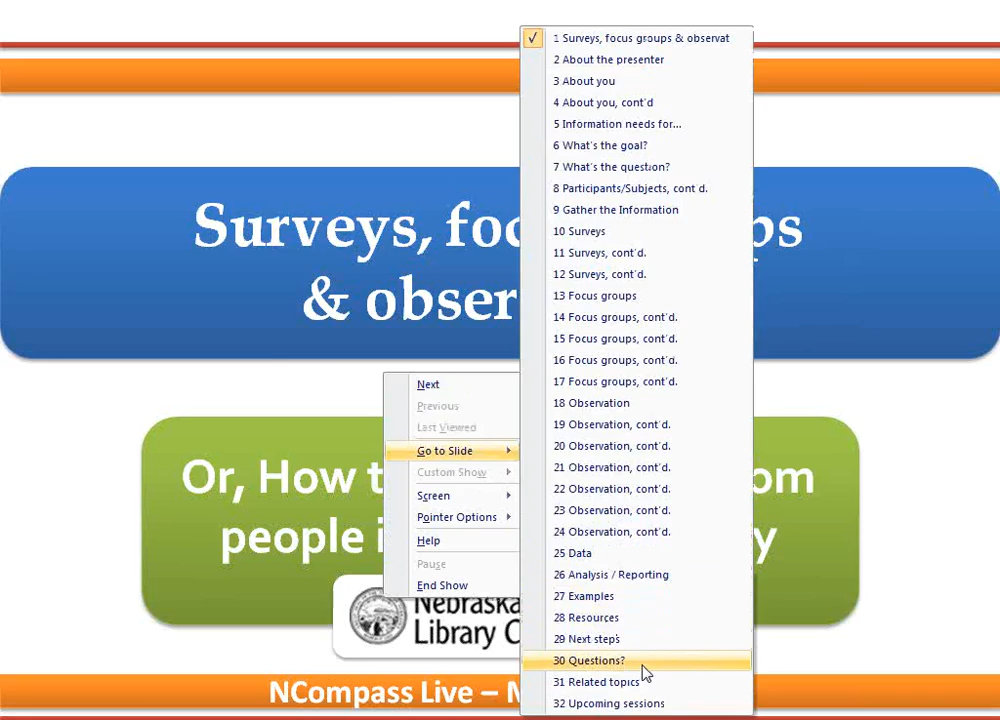 ✓ 1 Surveys, focus groups & observat
2 About the presenter
3 About you
4 About you, cont'd
5 Information needs for...
6 What's the goal?
7 What's the question?
8 Participants/Subjects, cont d.
9 Gather the Information
10 Surveys
11 Surveys, cont'd.
12 Surveys, cont'd.
13 Focus groups
14 Focus groups, cont'd.
15 Focus groups, cont'd.
16 Focus groups, cont'd.
17 Focus groups, cont'd.
18 Observation
19 Observation, cont'd.
20 Observation, cont'd.
21 Observation, cont'd.
22 Observation, cont'd.
23 Observation, cont'd.
24 Observation, cont'd.
25 Data
26 Analysis / Reporting
27 Examples
28 Resources
29 Next steps
30 Questions?
31 Related topics
32 Upcoming sessions
Surveys, foc ps
& obser
Next
Previous
Last Viewed
Go to Slide
Custom Show
Screen
Pointer Options
Help
Pause
End Show
Or, How t om
people i y
Nebraska
Library C
NCompass Live –